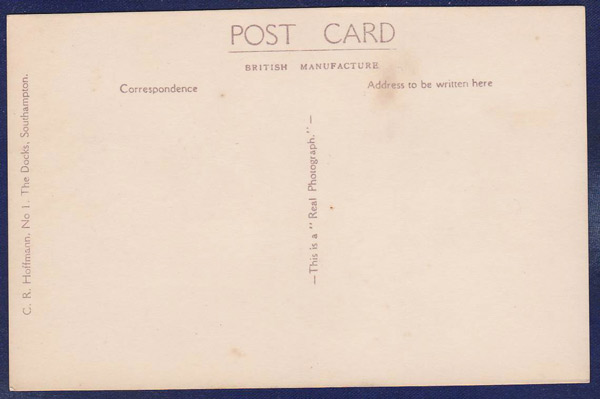 POST CARD
BRITISH MANUFACTURE
Correspondence
Address to be written here
—This is a "Real Photograph."—
C. R. Hoffmann, No 1, The Docks, Southampton.